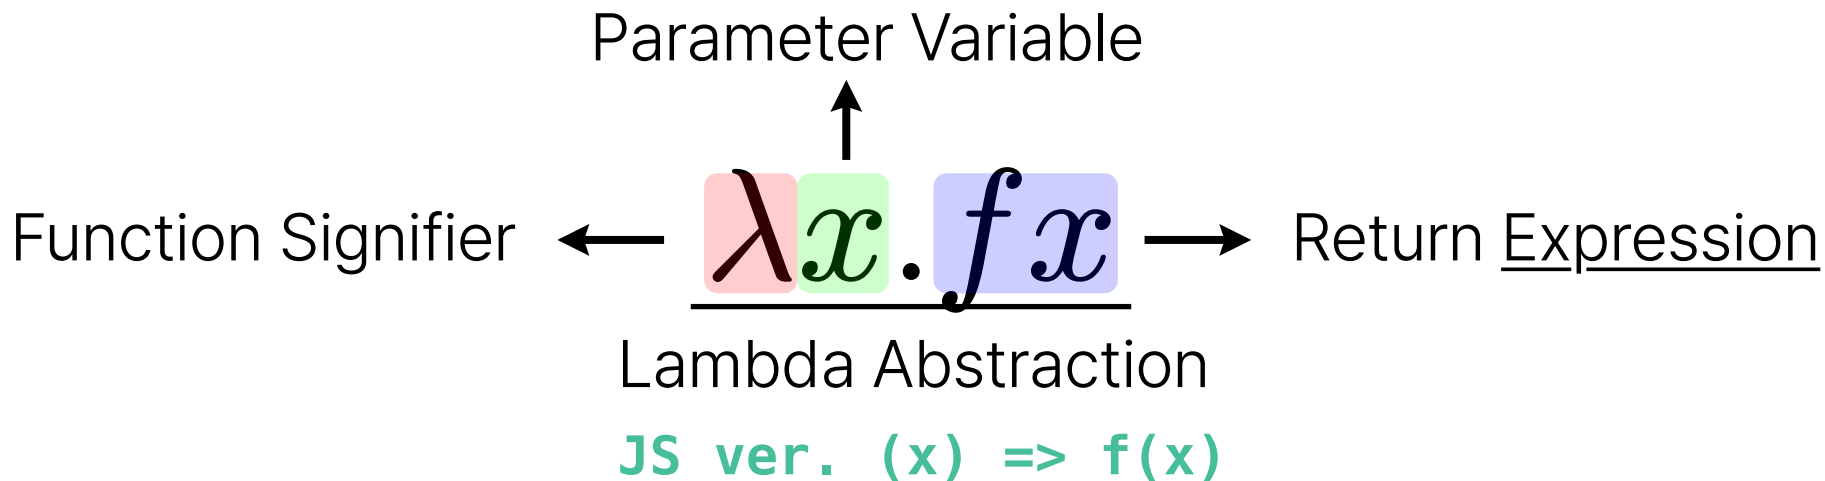 Parameter Variable
Function Signifier
λx.fx
Return Expression
Lambda Abstraction
JS ver. (x) => f(x)